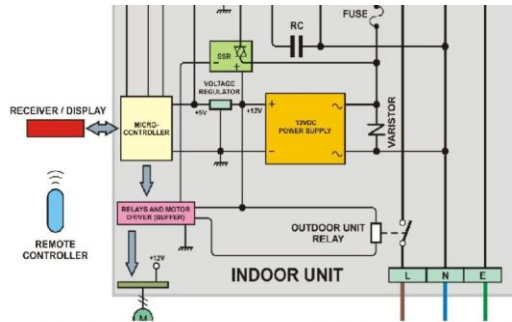 FUSE
RC
SSR
−
+
VOLTAGE
REGULATOR
RECEIVER / DISPLAY
MICRO-
CONTROLLER
+5V
+12V
+
−
12VDC
POWER SUPPLY
~
~
VARISTOR
RELAYS AND MOTOR
DRIVER (BUFFER)
REMOTE
CONTROLLER
OUTDOOR UNIT
RELAY
+12V
INDOOR UNIT
L
N
E
M